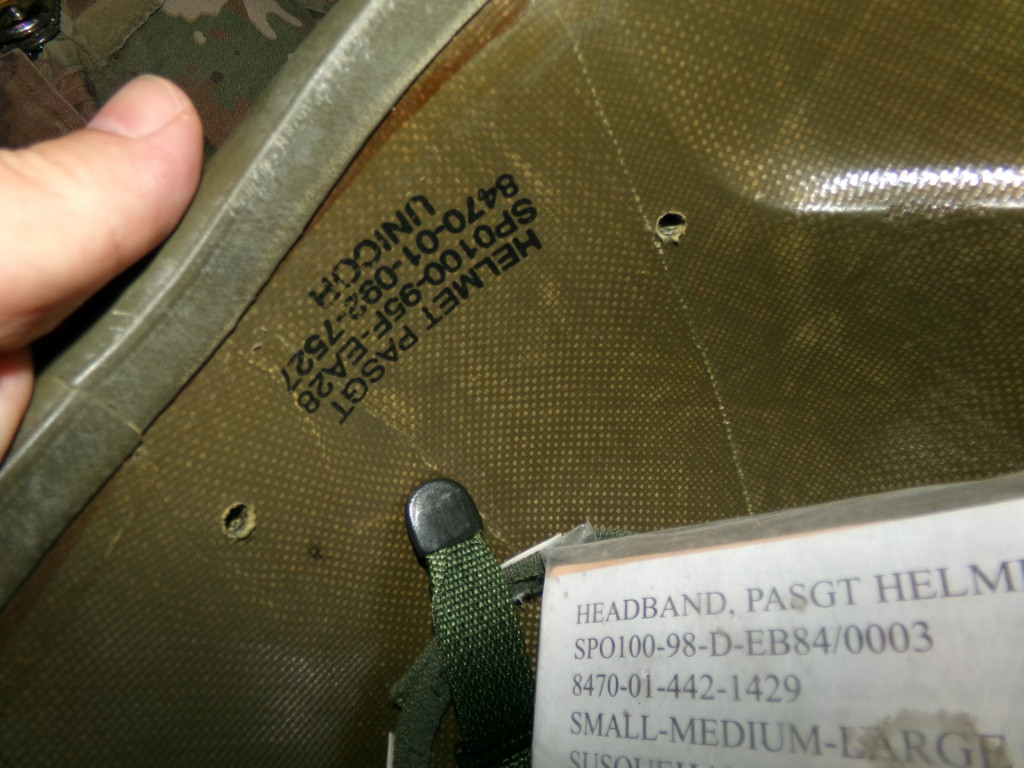 HELMET PASGT
SP0100-95F-EA28
8470-01-092-7527
UNICOR
HEADBAND, PASGT HELM
SPO100-98-D-EB84/0003
8470-01-442-1429
SMALL-MEDIUM-LARGE
SUSQUEHA